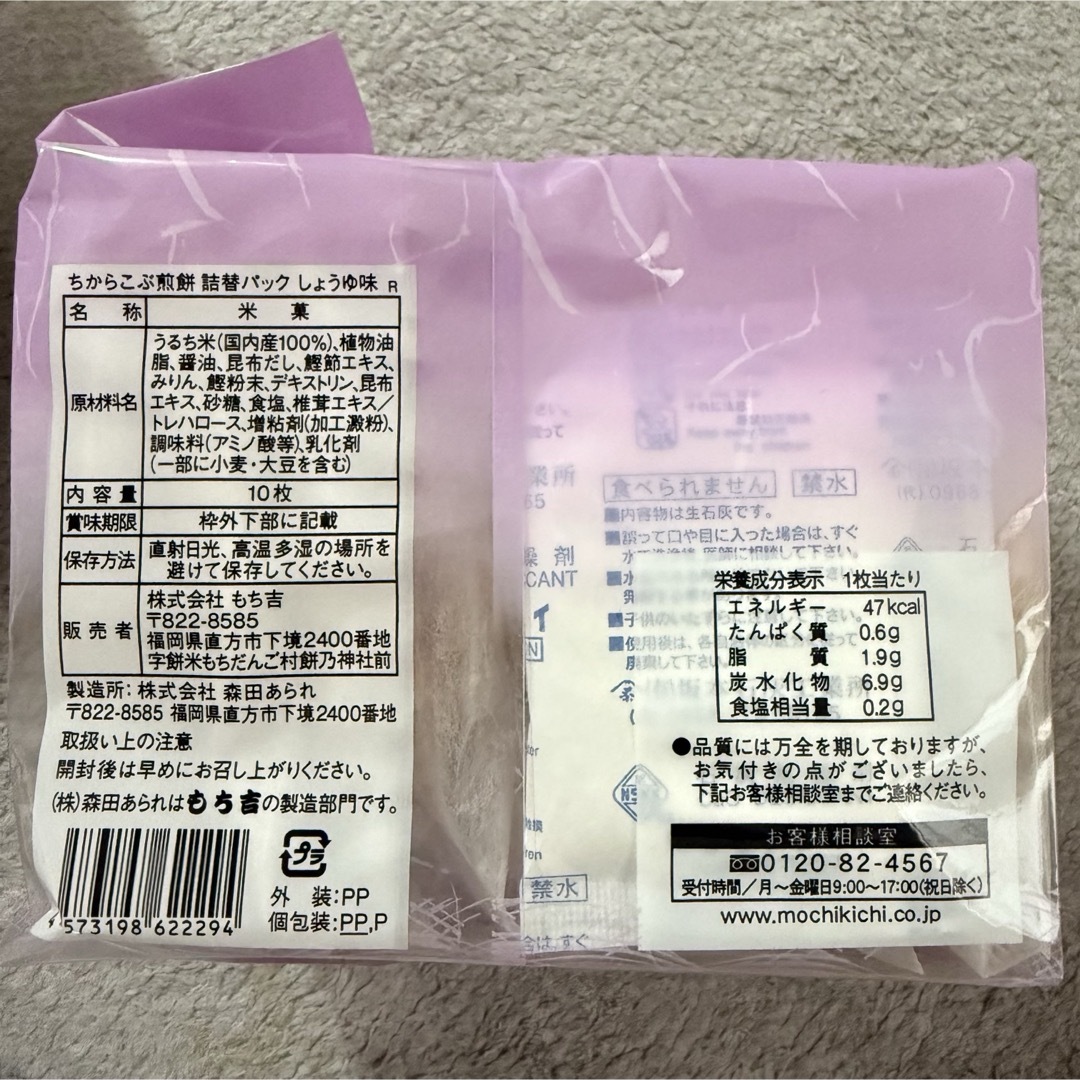 ちからこぶ煎餅 詰替パック しょうゆ味 R
名称 米菓
原材料名
うるち米(国内産100%)、植物油
脂、醤油、昆布だし、鰹節エキス、
みりん、鰹粉末、デキストリン、昆布
エキス、砂糖、食塩、椎茸エキス/
トレハロース、増粘剤(加工澱粉)、
調味料(アミノ酸等)、乳化剤
(一部に小麦・大豆を含む)
内容量 10枚
賞味期限 枠外下部に記載
保存方法 直射日光、高温多湿の場所を
避けて保存してください。
販売者
株式会社 もち吉
〒822-8585
福岡県直方市下境2400番地
字餅米もちだんご村餅乃神社前
製造所:株式会社 森田あられ
〒822-8585 福岡県直方市下境2400番地
取扱い上の注意
開封後は早めにお召し上がりください。
(株)森田あられはもち吉の製造部門です。
4573198 622294
プラ
外装:PP
個包装:PP,P
食べられません 禁水
■内容物は生石灰です。
■誤って口や目に入った場合は、すぐ
燥剤
CANT
禁水
栄養成分表示 1枚当たり
エネルギー 47kcal
たんぱく質 0.6g
脂質 1.9g
炭水化物 6.9g
食塩相当量 0.2g
●品質には万全を期しておりますが、
お気付きの点がございましたら、
下記お客様相談室までご連絡ください。
お客様相談室
0120-82-4567
受付時間/月〜金曜日9:00〜17:00(祝日除く)
www.mochikichi.co.jp